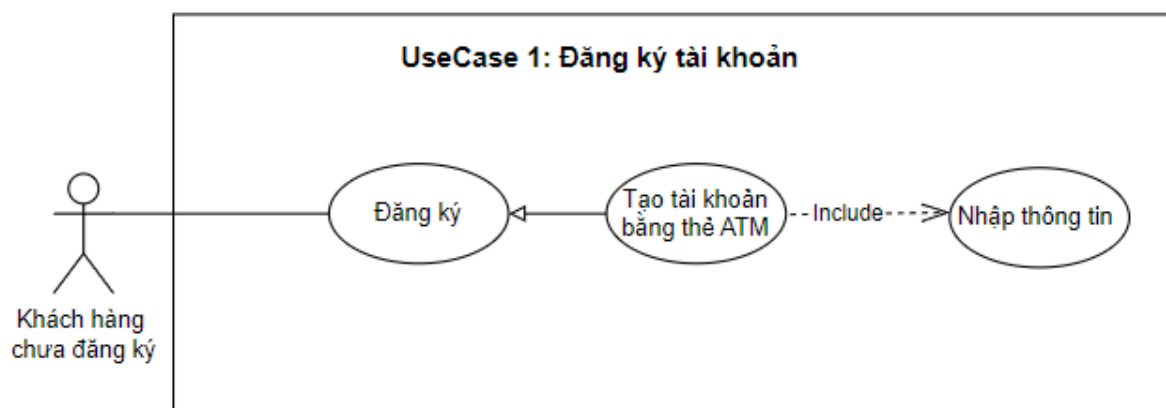 UseCase 1: Đăng ký tài khoản
Đăng ký
Tạo tài khoản
bằng thẻ ATM
Include
Nhập thông tin
Khách hàng
chưa đăng ký